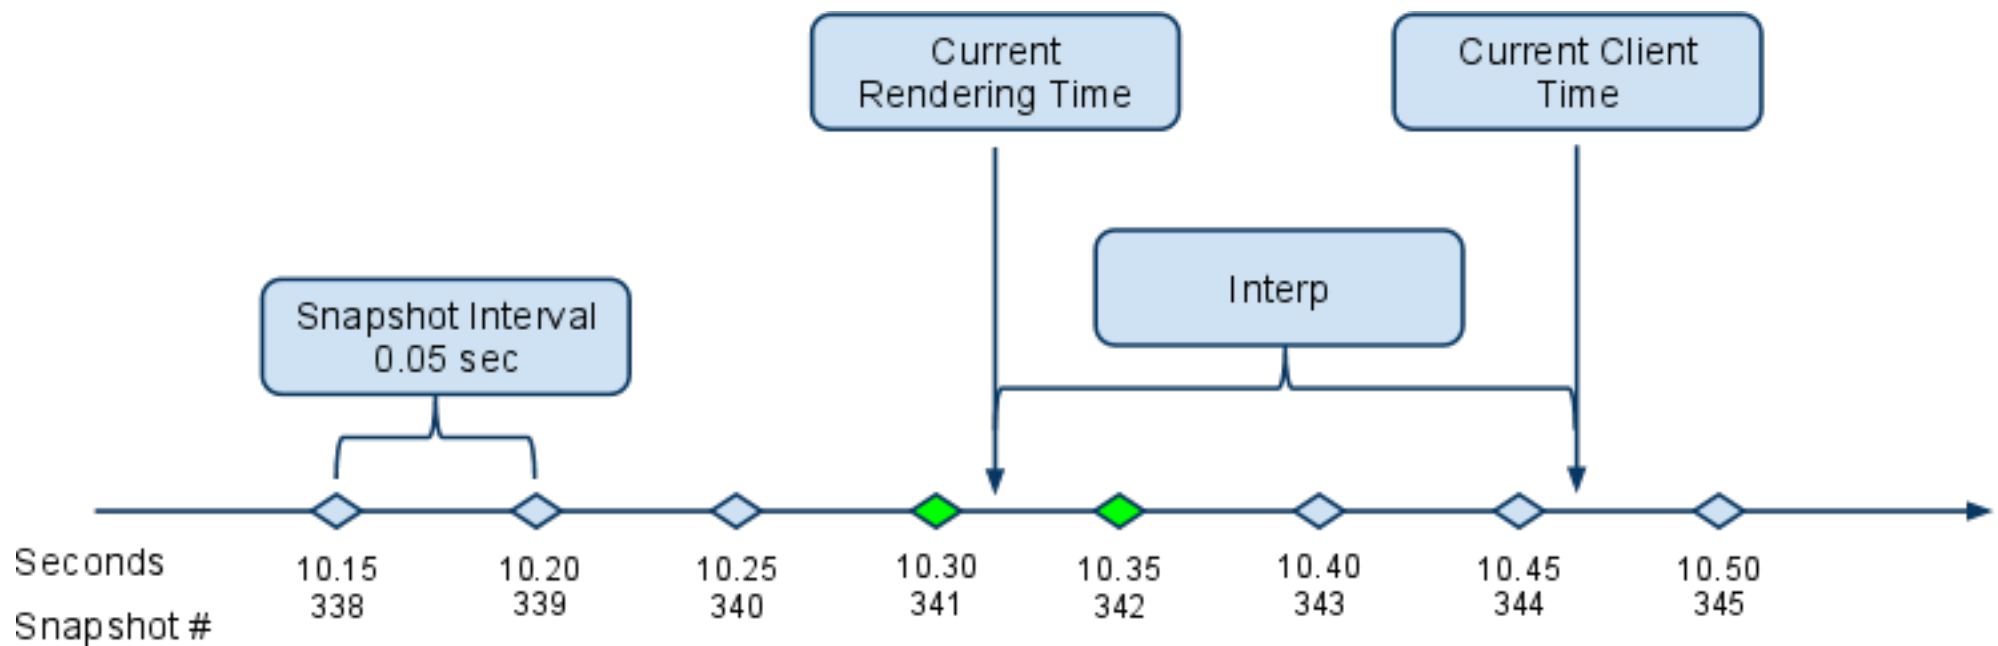 Current
Rendering Time
Current Client
Time
Interp
Snapshot Interval
0.05 sec
Seconds
10.15 10.20 10.25 10.30 10.35 10.40 10.45 10.50
338 339 340 341 342 343 344 345
Snapshot #